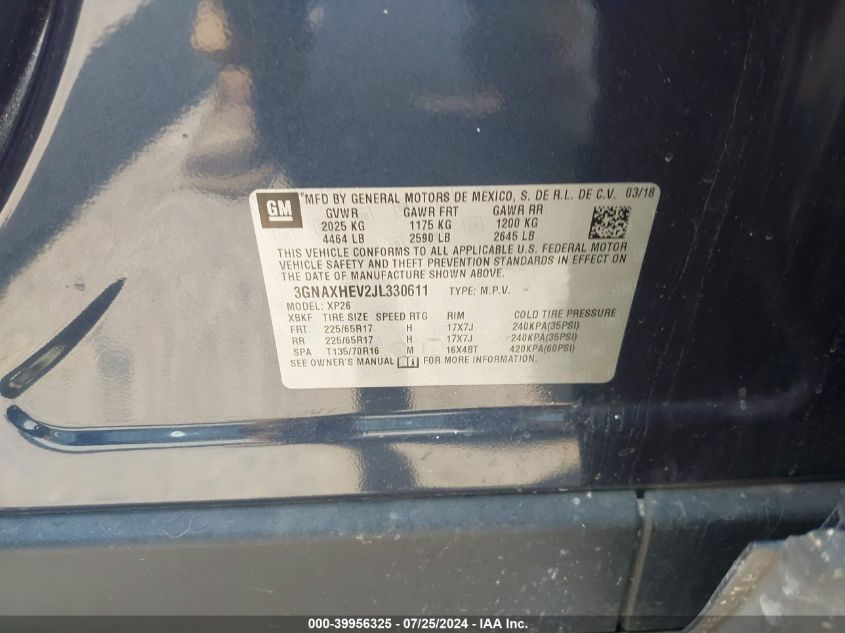 GM
MFD BY GENERAL MOTORS DE MEXICO, S. DE R.L. DE C.V. 03/18
GVWR GAWR FRT GAWR RR
2025 KG 1175 KG 1200 KG
4464 LB 2590 LB 2645 LB
THIS VEHICLE CONFORMS TO ALL APPLICABLE U.S. FEDERAL MOTOR
VEHICLE SAFETY AND THEFT PREVENTION STANDARDS IN EFFECT ON THE
DATE OF MANUFACTURE SHOWN ABOVE.
3GNAXHEV2JL330611 TYPE: M.P.V.
MODEL: XP26
XBKF TIRE SIZE SPEED RTG RIM COLD TIRE PRESSURE
FRT 225/65R17 H 17X7J 240KPA(35PSI)
RR 225/65R17 H 17X7J 240KPA(35PSI)
SPA T135/70R16 M 16X4BT 420KPA(60PSI)
SEE OWNER'S MANUAL FOR MORE INFORMATION.
000-39956325 - 07/25/2024 - IAA Inc.